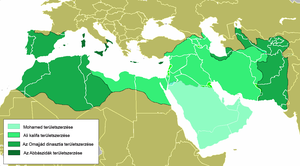 Mohamed területszerzése
Ali kalifa területszerzése
Az Omajjád dinasztia területszerzése
Az Abbászidák területszerzése